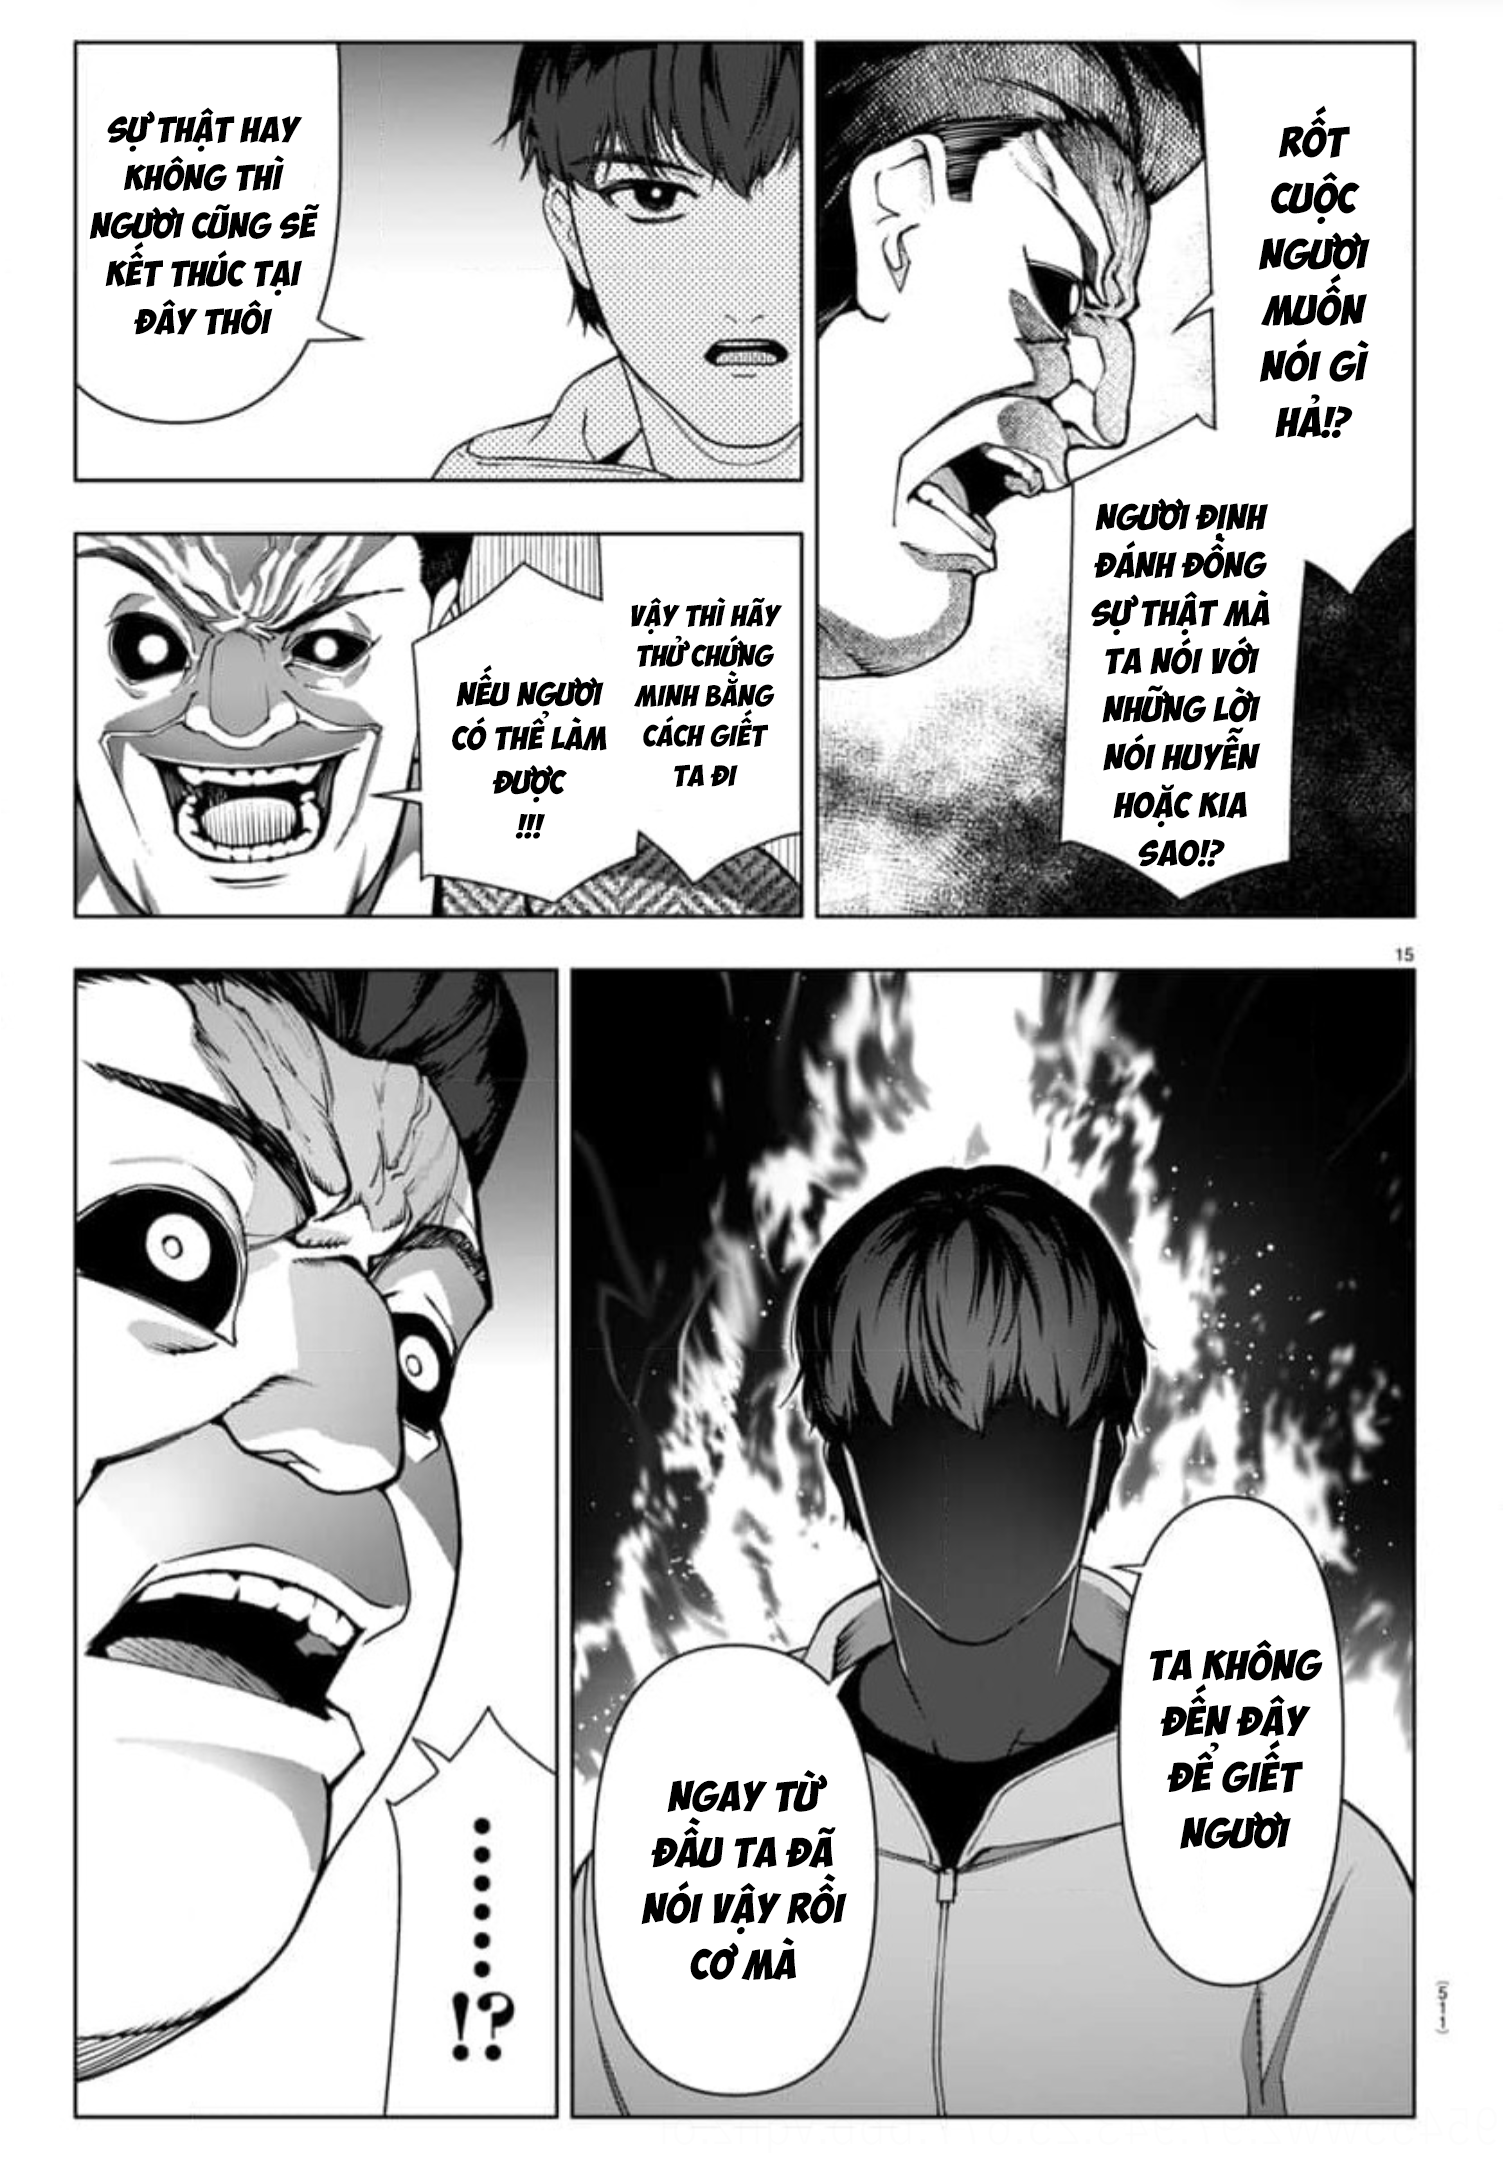 RỐT
CUỘC
NGƯƠI
MUỐN
NÓI GÌ
HẢ!?
NGƯƠI ĐỊNH
ĐÁNH ĐỒNG
SỰ THẬT MÀ
TA NÓI VỚI
NHỮNG LỜI
NÓI HUYỄN
HOẶC KIA
SAO!?
SỰ THẬT HAY
KHÔNG THÌ
NGƯƠI CŨNG SẼ
KẾT THÚC TẠI
ĐÂY THÔI
VẬY THÌ HÃY
THỬ CHỨNG
MINH BẰNG
CÁCH GIẾT
TA ĐI
NẾU NGƯƠI
CÓ THỂ LÀM
ĐƯỢC
!!!
15
TA KHÔNG
ĐẾN ĐÂY
ĐỂ GIẾT
NGƯƠI
NGAY TỪ
ĐẦU TA ĐÃ
NÓI VẬY RỒI
CƠ MÀ
......!?
(511)